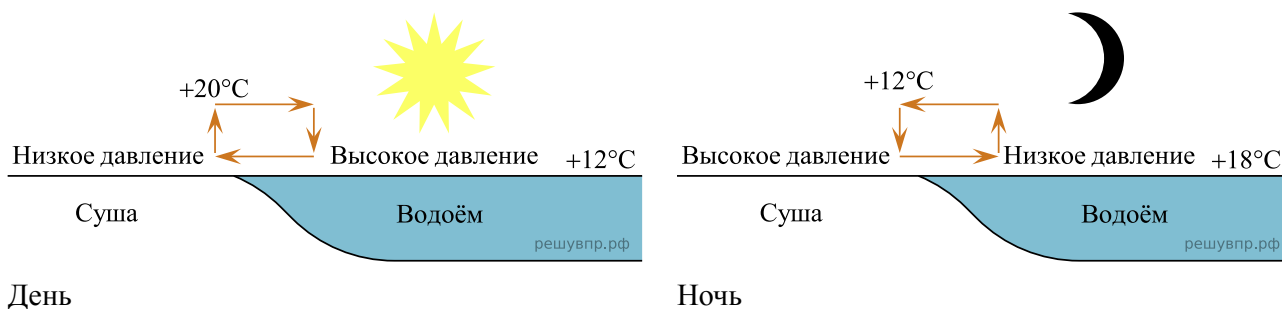 +20°C
Низкое давление
Высокое давление
+12°C
Суша
Водоём
решувпр.рф
День
+12°C
Высокое давление
Низкое давление
+18°C
Суша
Водоём
решувпр.рф
Ночь